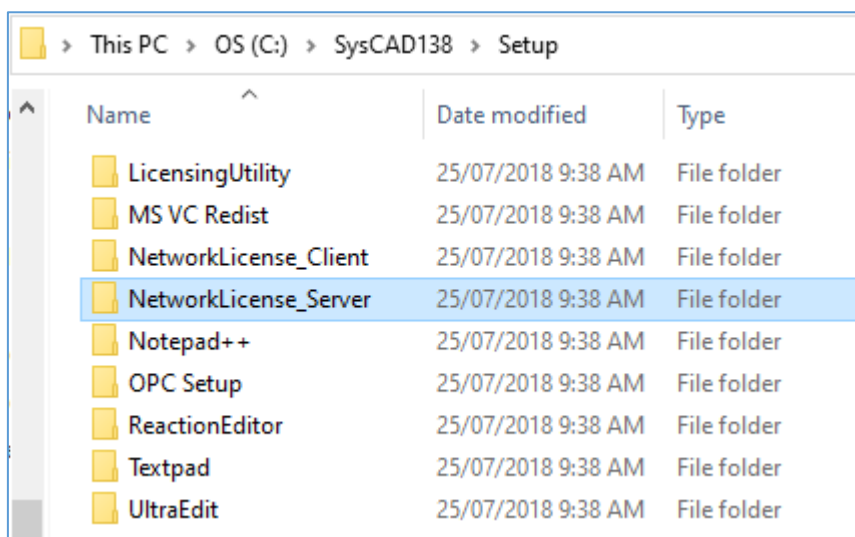 This PC > OS (C:) > SysCAD138 > Setup
Name Date modified Type
LicensingUtility 25/07/2018 9:38 AM File folder
MS VC Redist 25/07/2018 9:38 AM File folder
NetworkLicense_Client 25/07/2018 9:38 AM File folder
NetworkLicense_Server 25/07/2018 9:38 AM File folder
Notepad++ 25/07/2018 9:38 AM File folder
OPC Setup 25/07/2018 9:38 AM File folder
ReactionEditor 25/07/2018 9:38 AM File folder
Textpad 25/07/2018 9:38 AM File folder
UltraEdit 25/07/2018 9:38 AM File folder